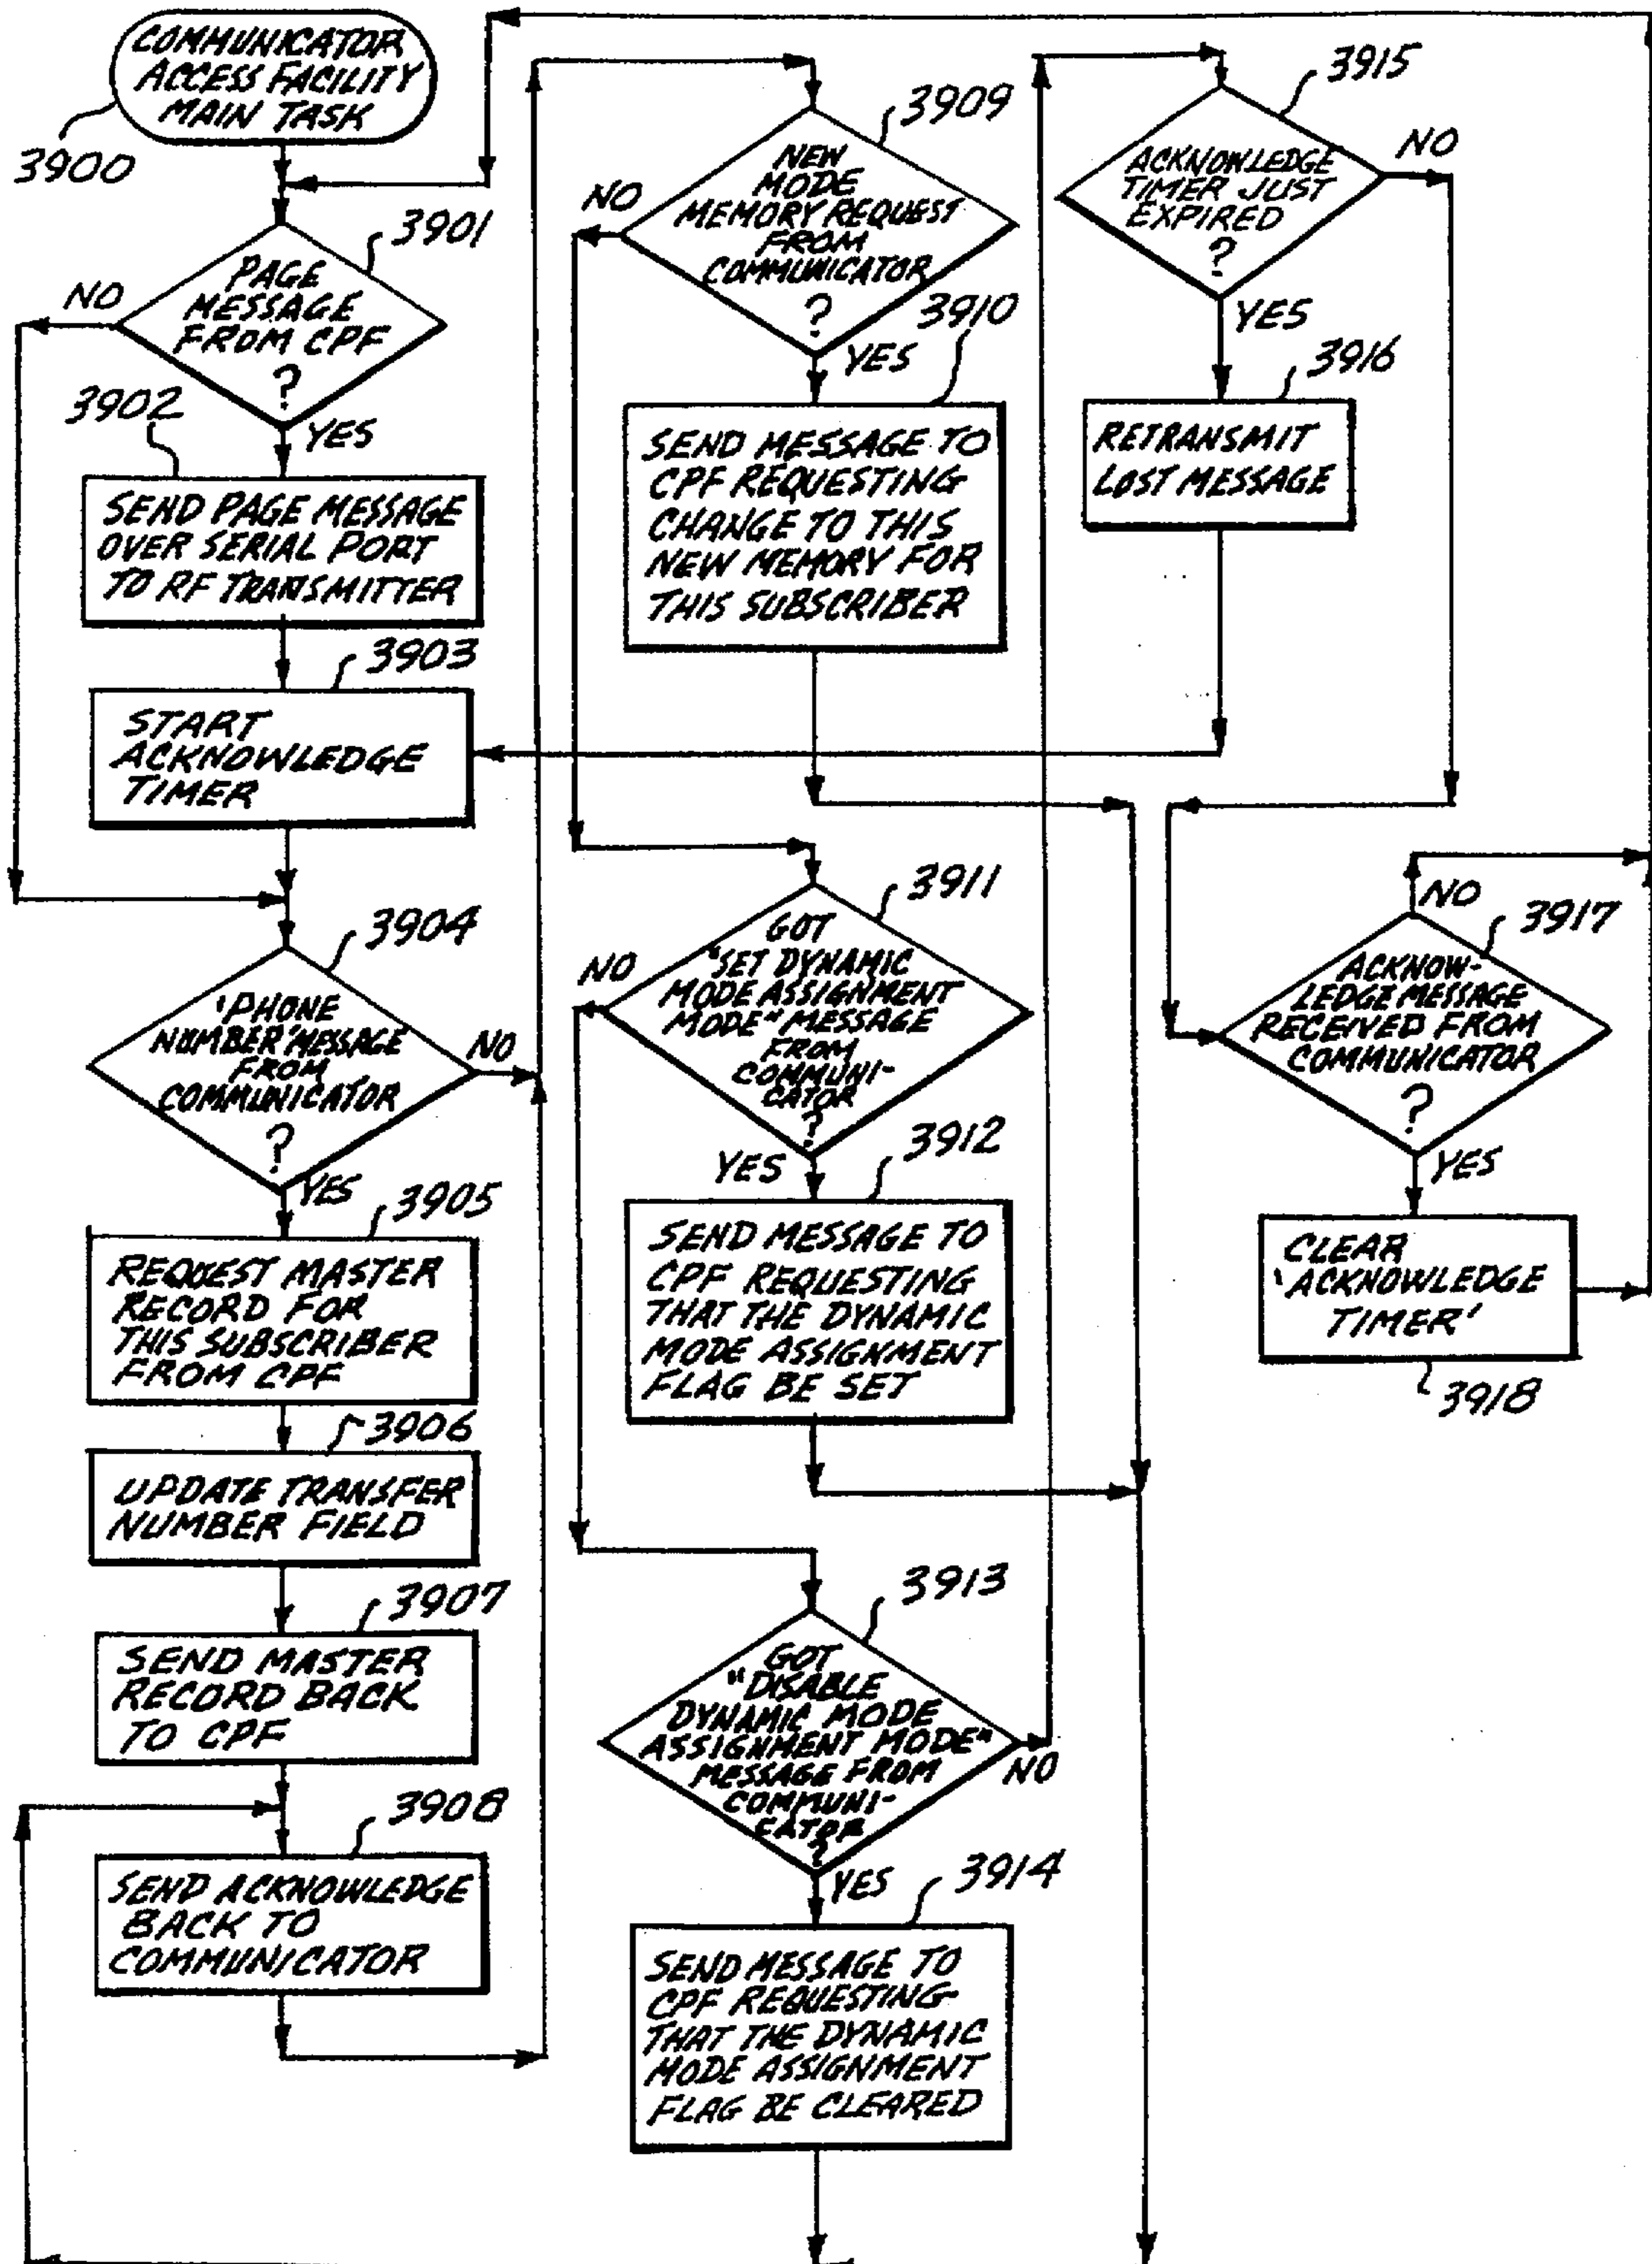 COMMUNICATOR
ACCESS FACILITY
MAIN TASK
3900
3901
PAGE
MESSAGE
FROM CPF
?
NO
YES
3902
SEND PAGE MESSAGE
OVER SERIAL PORT
TO RF TRANSMITTER
3903
START
ACKNOWLEDGE
TIMER
3904
'PHONE
NUMBER' MESSAGE
FROM
COMMUNICATOR
?
NO
YES
3905
REQUEST MASTER
RECORD FOR
THIS SUBSCRIBER
FROM CPF
3906
UPDATE TRANSFER
NUMBER FIELD
3907
SEND MASTER
RECORD BACK
TO CPF
3908
SEND ACKNOWLEDGE
BACK TO
COMMUNICATOR
3909
NEW
MODE
MEMORY REQUEST
FROM
COMMUNICATOR
?
NO
YES
3910
SEND MESSAGE TO
CPF REQUESTING
CHANGE TO THIS
NEW MEMORY FOR
THIS SUBSCRIBER
3911
GOT
"SET DYNAMIC
MODE ASSIGNMENT
MODE" MESSAGE
FROM
COMMUNI-
CATOR
?
NO
YES
3912
SEND MESSAGE TO
CPF REQUESTING
THAT THE DYNAMIC
MODE ASSIGNMENT
FLAG BE SET
3913
GOT
"DISABLE
DYNAMIC MODE
ASSIGNMENT MODE"
MESSAGE FROM
COMMUNI-
CATOR
?
NO
YES
3914
SEND MESSAGE TO
CPF REQUESTING
THAT THE DYNAMIC
MODE ASSIGNMENT
FLAG BE CLEARED
3915
ACKNOWLEDGE
TIMER JUST
EXPIRED
?
NO
YES
3916
RETRANSMIT
LOST MESSAGE
3917
ACKNOW-
LEDGE MESSAGE
RECEIVED FROM
COMMUNICATOR
?
NO
YES
CLEAR
'ACKNOWLEDGE
TIMER'
3918